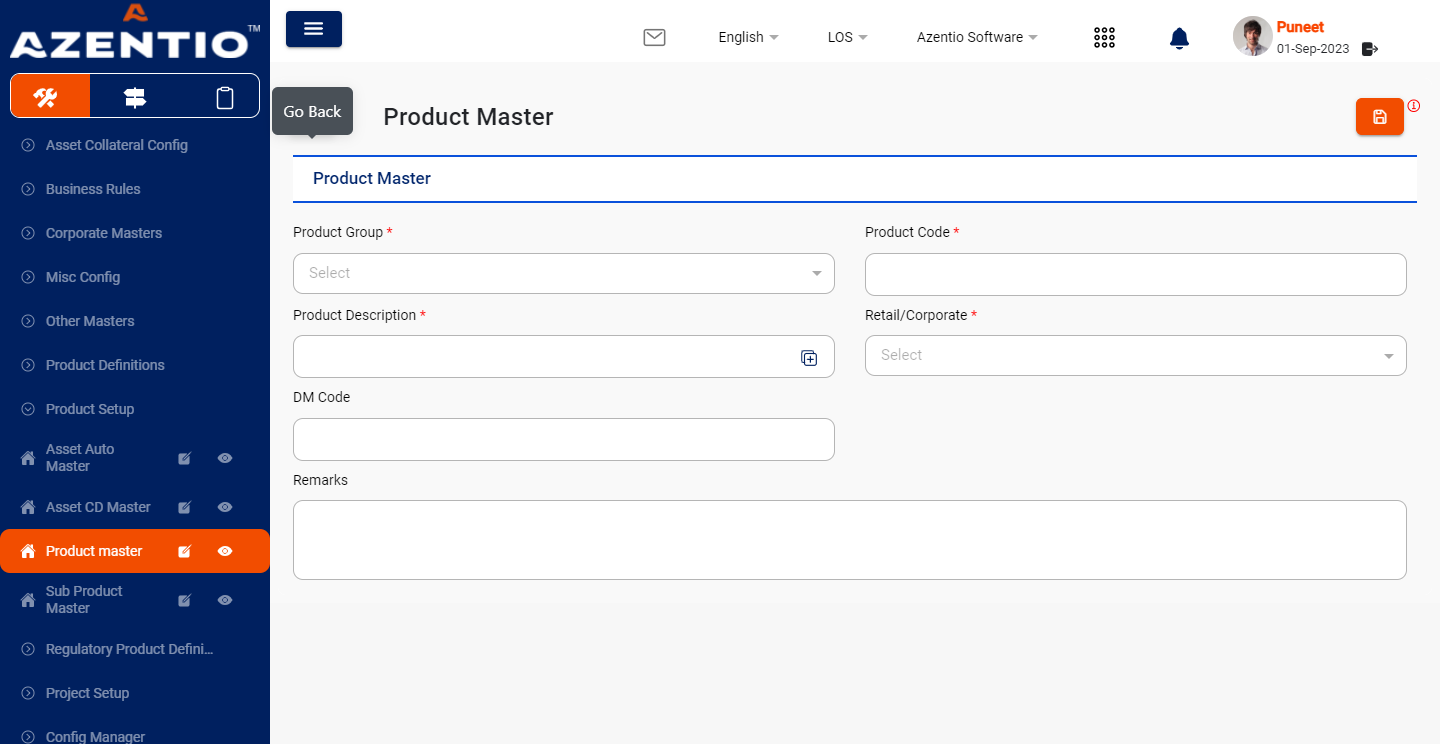 AZENTIO™
English
LOS
Azentio Software
Puneet
01-Sep-2023
Go Back
Product Master
Asset Collateral Config
Business Rules
Corporate Masters
Misc Config
Other Masters
Product Definitions
Product Setup
Asset Auto
Master
Asset CD Master
Product master
Sub Product
Master
Regulatory Product Defini...
Project Setup
Config Manager
Product Master
Product Group *
Select
Product Code *
Product Description *
Retail/Corporate *
Select
DM Code
Remarks